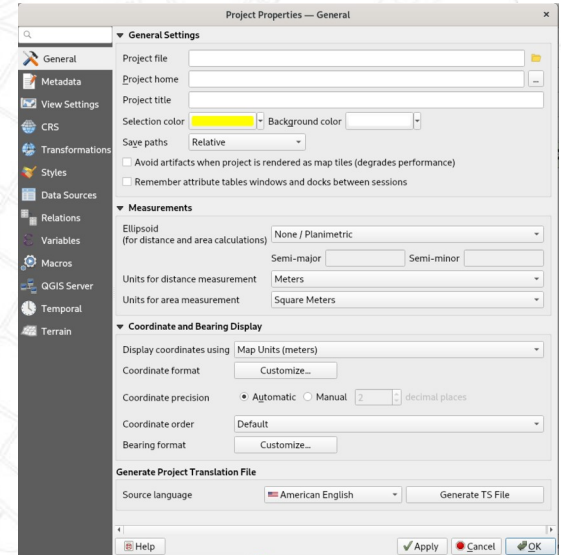 Project Properties — General
General
Metadata
View Settings
CRS
Transformations
Styles
Data Sources
Relations
Variables
Macros
QGIS Server
Temporal
Terrain
General Settings
Project file
Project home
...
Project title
Selection color Background color
Save paths Relative
Avoid artifacts when project is rendered as map tiles (degrades performance)
Remember attribute tables windows and docks between sessions
Measurements
Ellipsoid
(for distance and area calculations) None / Planimetric
Semi-major Semi-minor
Units for distance measurement Meters
Units for area measurement Square Meters
Coordinate and Bearing Display
Display coordinates using Map Units (meters)
Coordinate format Customize...
Coordinate precision Automatic Manual 2 decimal places
Coordinate order Default
Bearing format Customize...
Generate Project Translation File
Source language American English Generate TS File
Help Apply Cancel OK